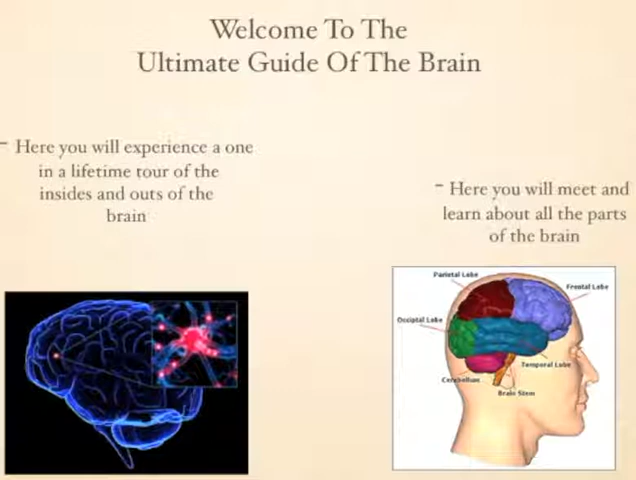 Welcome To The
Ultimate Guide Of The Brain
- Here you will experience a one
in a lifetime tour of the
insides and outs of the
brain
- Here you will meet and
learn about all the parts
of the brain
Parietal Lobe
Frontal Lobe
Occiptal Lobe
Temporal Lobe
Cerebellum
Brain Stem